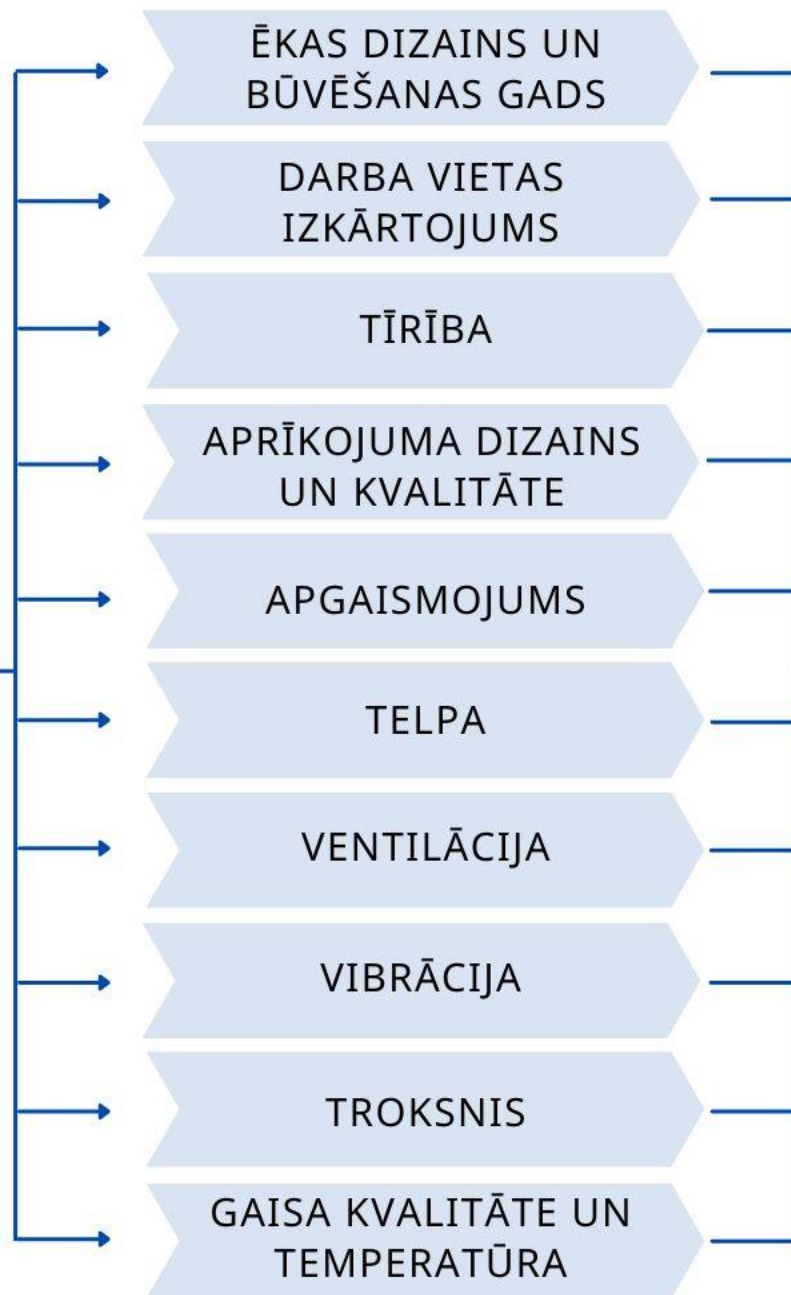 ĒKAS DIZAINS UN
BŪVĒŠANAS GADS
DARBA VIETAS
IZKĀRTOJUMS
TĪRĪBA
APRĪKOJUMA DIZAINS
UN KVALITĀTE
APGAISMOJUMS
TELPA
VENTILĀCIJA
VIBRĀCIJA
TROKSNIS
GAISA KVALITĀTE UN
TEMPERATŪRA